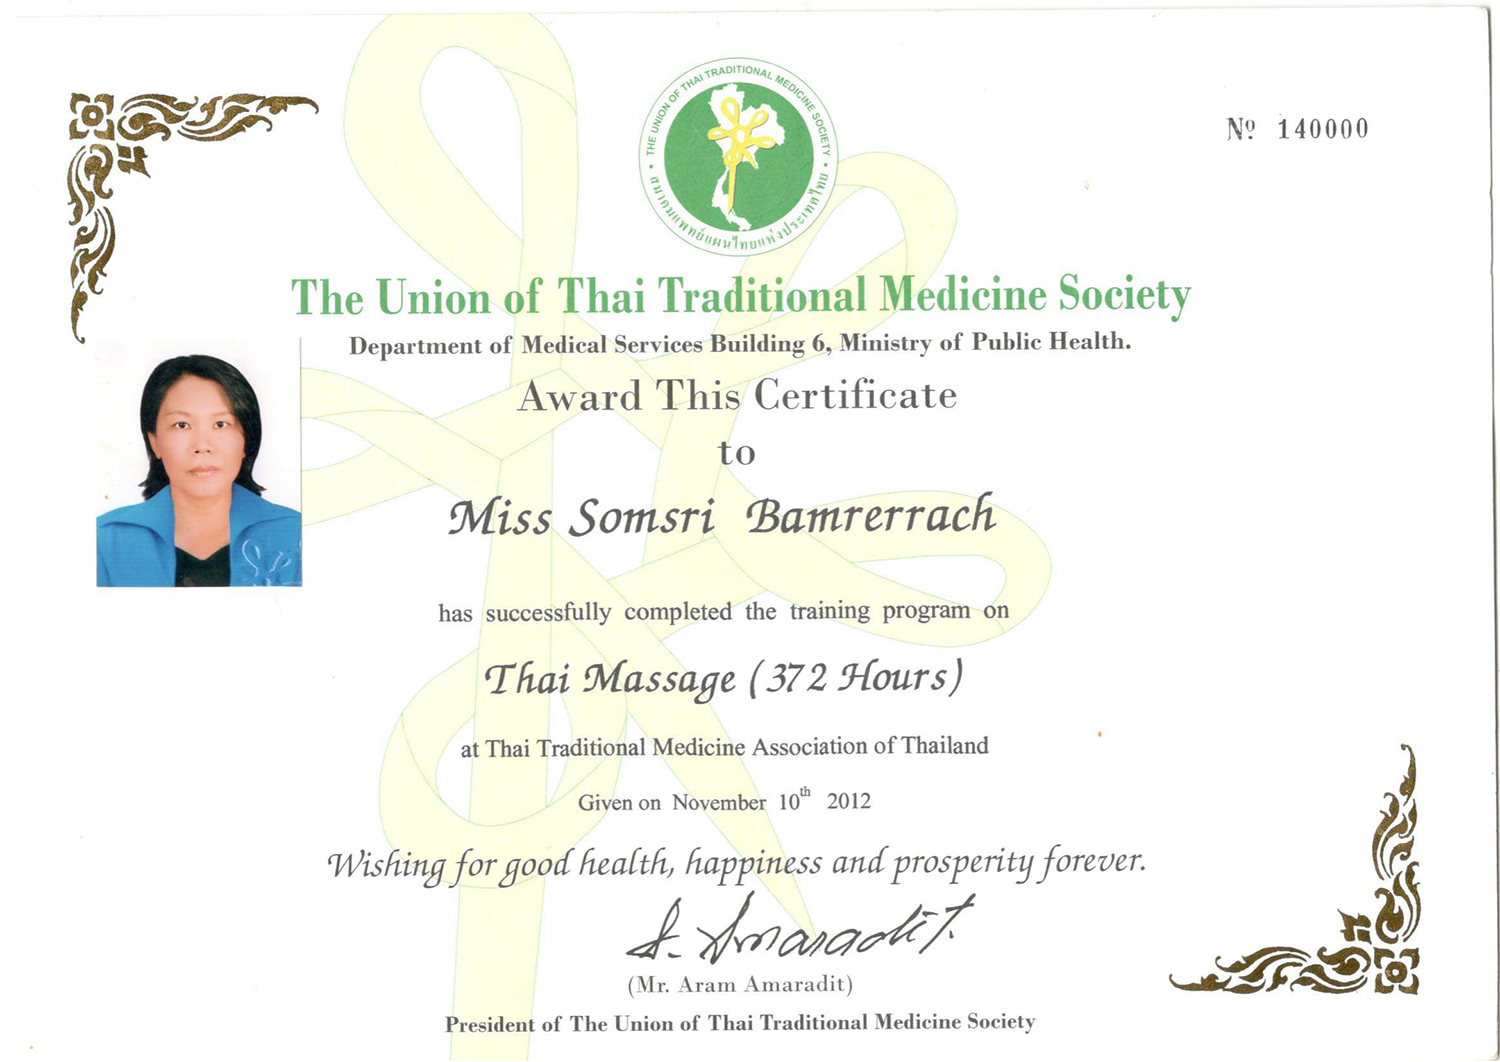 THE UNION OF THAI TRADITIONAL MEDICINE SOCIETY
สมาคมแพทย์แผนไทยแห่งประเทศไทย
Nº 140000
The Union of Thai Traditional Medicine Society
Department of Medical Services Building 6, Ministry of Public Health.
Award This Certificate
to
Miss Somsri Bamrerrach
has successfully completed the training program on
Thai Massage (372 Hours)
at Thai Traditional Medicine Association of Thailand
Given on November 10th 2012
Wishing for good health, happiness and prosperity forever.
A. Amaradit.
(Mr. Aram Amaradit)
President of The Union of Thai Traditional Medicine Society